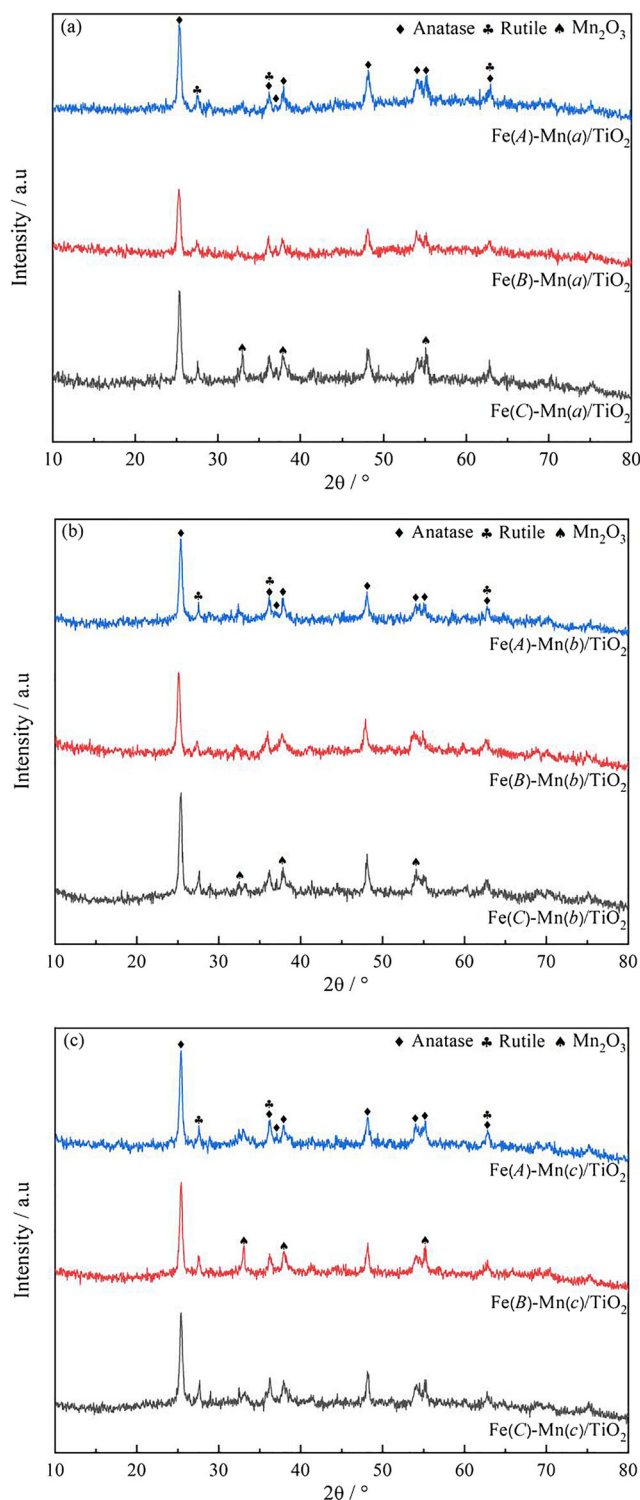 (a)
♦ Anatase ♣ Rutile ♠ Mn₂O₃
Fe(A)-Mn(a)/TiO₂
Fe(B)-Mn(a)/TiO₂
Fe(C)-Mn(a)/TiO₂
Intensity / a.u
10 20 30 40 50 60 70 80
2θ / °
(b)
♦ Anatase ♣ Rutile ♠ Mn₂O₃
Fe(A)-Mn(b)/TiO₂
Fe(B)-Mn(b)/TiO₂
Fe(C)-Mn(b)/TiO₂
Intensity / a.u
10 20 30 40 50 60 70 80
2θ / °
(c)
♦ Anatase ♣ Rutile ♠ Mn₂O₃
Fe(A)-Mn(c)/TiO₂
Fe(B)-Mn(c)/TiO₂
Fe(C)-Mn(c)/TiO₂
Intensity / a.u
10 20 30 40 50 60 70 80
2θ / °